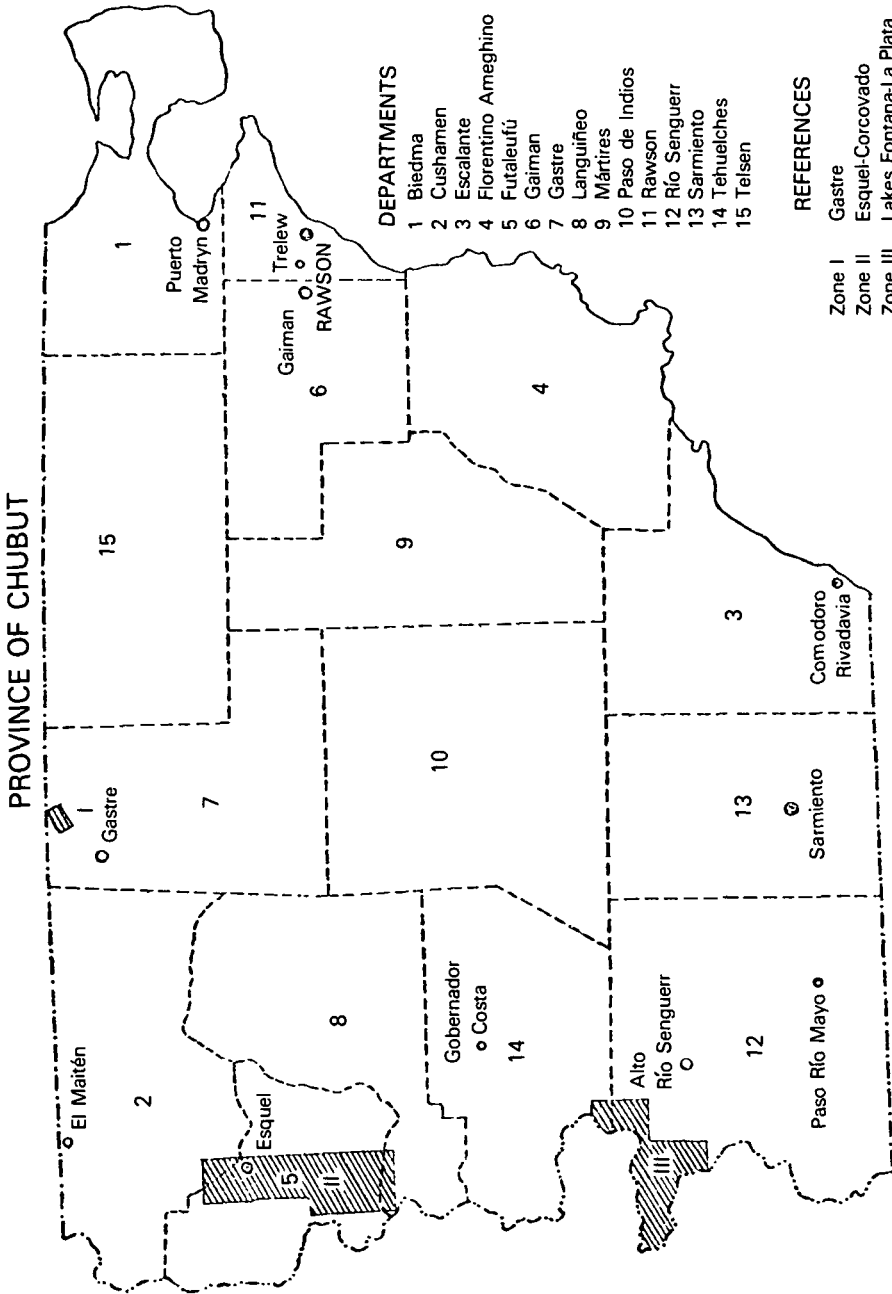 PROVINCE OF CHUBUT
El Maitén
2
Esquel
5
II
8
Gobernador
Costa
14
Alto
Río Senguerr
III
12
Paso Río Mayo
I
Gastre
7
10
13
Sarmiento
15
9
3
Comodoro
Rivadavia
1
Puerto
Madryn
11
Trelew
RAWSON
Gaiman
6
4
DEPARTMENTS
1 Biedma
2 Cushamen
3 Escalante
4 Florentino Ameghino
5 Futaleufú
6 Gaiman
7 Gastre
8 Languiñeo
9 Mártires
10 Paso de Indios
11 Rawson
12 Río Senguerr
13 Sarmiento
14 Tehuelches
15 Telsen
REFERENCES
Zone I Gastre
Zone II Esquel-Corcovado
Zone III Lakes Fontana-La Plata